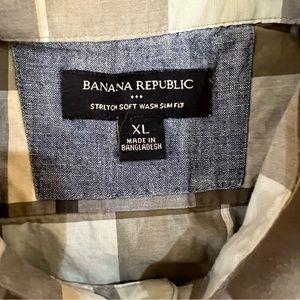 BANANA REPUBLIC
STRETCH SOFT WASH SLIM FIT
XL
MADE IN
BANGLADESH